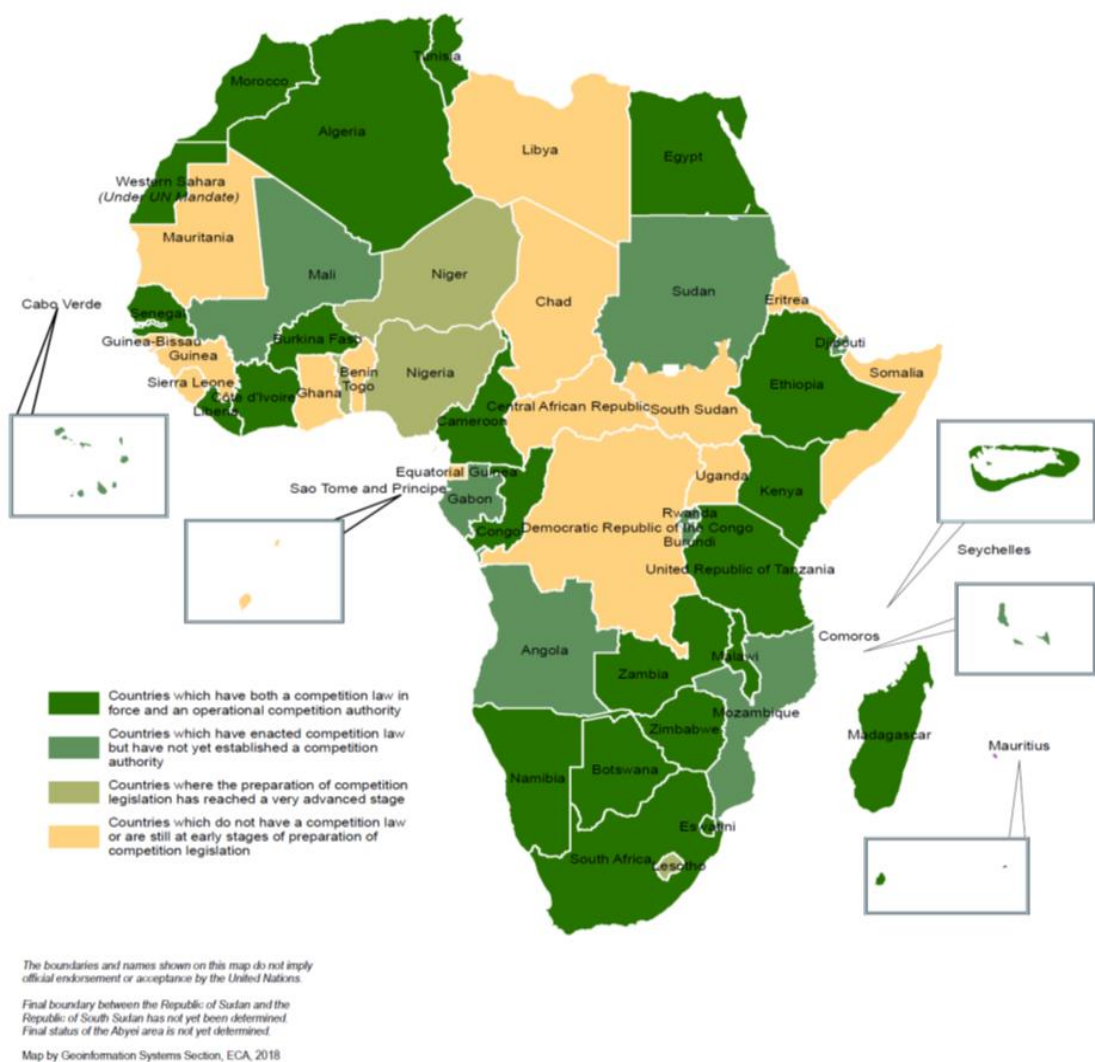 Tunisia
Morocco
Algeria
Libya
Egypt
Western Sahara
(Under UN Mandate)
Mauritania
Mali
Niger
Chad
Sudan
Eritrea
Cabo Verde
Senegal
Guinea-Bissau
Guinea
Burkina Faso
Djibouti
Sierra Leone
Liberia
Côte d'Ivoire
Ghana
Benin
Togo
Nigeria
Ethiopia
Somalia
Central African Republic
South Sudan
Cameroon
Equatorial Guinea
Sao Tome and Principe
Gabon
Congo
Uganda
Kenya
Rwanda
Democratic Republic of the Congo
Burundi
Seychelles
United Republic of Tanzania
Comoros
Angola
Zambia
Malawi
Mozambique
Zimbabwe
Madagascar
Mauritius
Namibia
Botswana
Eswatini
South Africa
Lesotho
Countries which have both a competition law in
force and an operational competition authority
Countries which have enacted competition law
but have not yet established a competition
authority
Countries where the preparation of competition
legislation has reached a very advanced stage
Countries which do not have a competition law
or are still at early stages of preparation of
competition legislation
The boundaries and names shown on this map do not imply
official endorsement or acceptance by the United Nations.
Final boundary between the Republic of Sudan and the
Republic of South Sudan has not yet been determined.
Final status of the Abyei area is not yet determined.
Map by Geoinformation Systems Section, ECA, 2018